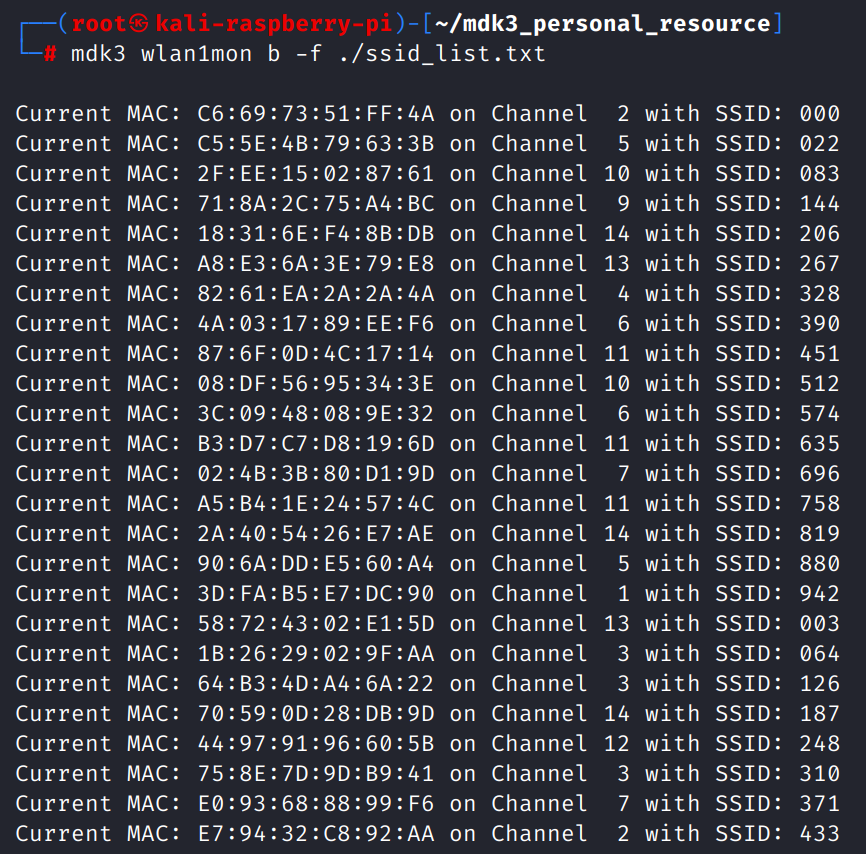 ┌──(root㉿kali-raspberry-pi)-[~/mdk3_personal_resource]
└─# mdk3 wlan1mon b -f ./ssid_list.txt
Current MAC: C6:69:73:51:FF:4A on Channel  2 with SSID: 000
Current MAC: C5:5E:4B:79:63:3B on Channel  5 with SSID: 022
Current MAC: 2F:EE:15:02:87:61 on Channel 10 with SSID: 083
Current MAC: 71:8A:2C:75:A4:BC on Channel  9 with SSID: 144
Current MAC: 18:31:6E:F4:8B:DB on Channel 14 with SSID: 206
Current MAC: A8:E3:6A:3E:79:E8 on Channel 13 with SSID: 267
Current MAC: 82:61:EA:2A:2A:4A on Channel  4 with SSID: 328
Current MAC: 4A:03:17:89:EE:F6 on Channel  6 with SSID: 390
Current MAC: 87:6F:0D:4C:17:14 on Channel 11 with SSID: 451
Current MAC: 08:DF:56:95:34:3E on Channel 10 with SSID: 512
Current MAC: 3C:09:48:08:9E:32 on Channel  6 with SSID: 574
Current MAC: B3:D7:C7:D8:19:6D on Channel 11 with SSID: 635
Current MAC: 02:4B:3B:80:D1:9D on Channel  7 with SSID: 696
Current MAC: A5:B4:1E:24:57:4C on Channel 11 with SSID: 758
Current MAC: 2A:40:54:26:E7:AE on Channel 14 with SSID: 819
Current MAC: 90:6A:DD:E5:60:A4 on Channel  5 with SSID: 880
Current MAC: 3D:FA:B5:E7:DC:90 on Channel  1 with SSID: 942
Current MAC: 58:72:43:02:E1:5D on Channel 13 with SSID: 003
Current MAC: 1B:26:29:02:9F:AA on Channel  3 with SSID: 064
Current MAC: 64:B3:4D:A4:6A:22 on Channel  3 with SSID: 126
Current MAC: 70:59:0D:28:DB:9D on Channel 14 with SSID: 187
Current MAC: 44:97:91:96:60:5B on Channel 12 with SSID: 248
Current MAC: 75:8E:7D:9D:B9:41 on Channel  3 with SSID: 310
Current MAC: E0:93:68:88:99:F6 on Channel  7 with SSID: 371
Current MAC: E7:94:32:C8:92:AA on Channel  2 with SSID: 433